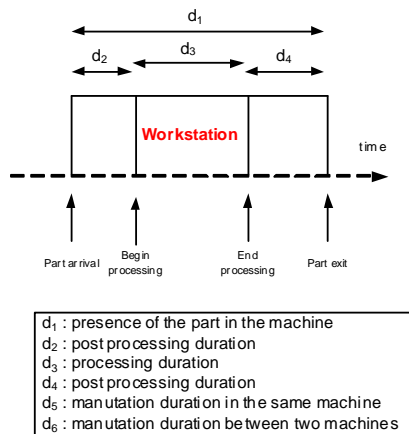 d1
d2
d3
d4
Workstation
time
Part arrival
Begin
processing
End
processing
Part exit
d1 : presence of the part in the machine
d2 : post processing duration
d3 : processing duration
d4 : post processing duration
d5 : manutation duration in the same machine
d6 : manutation duration between two machines